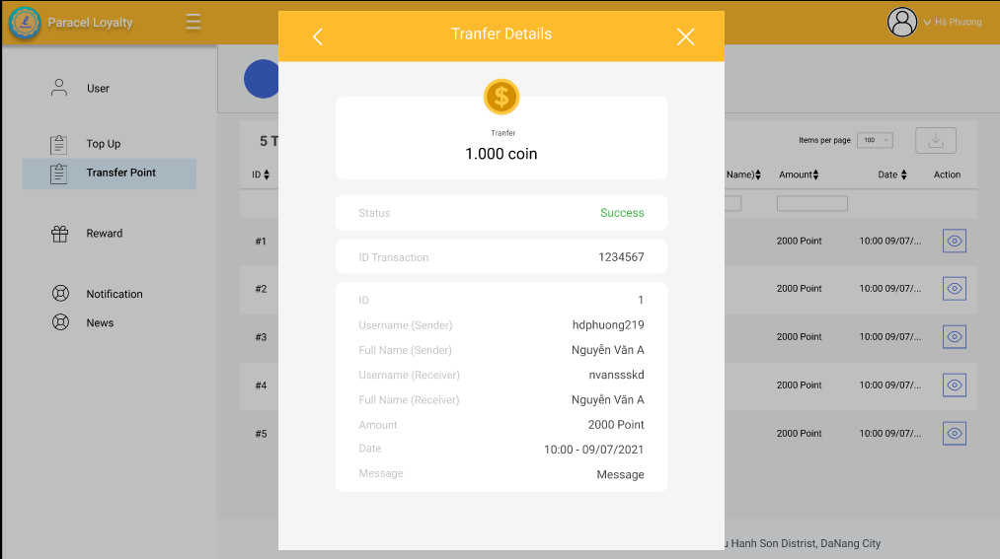 Paracel Loyalty
Hà Phương
Tranfer Details
$
Tranfer
1.000 coin
Status Success
ID Transaction 1234567
ID 1
Username (Sender) hdphuong219
Full Name (Sender) Nguyễn Văn A
Username (Receiver) nvanssskd
Full Name (Receiver) Nguyễn Văn A
Amount 2000 Point
Date 10:00 - 09/07/2021
Message Message
User
Top Up
Transfer Point
Reward
Notification
News
5 T
Items per page 100
ID Name) Amount Date Action
#1 2000 Point 10:00 09/07/...
#2 2000 Point 10:00 09/07/...
#3 2000 Point 10:00 09/07/...
#4 2000 Point 10:00 09/07/...
#5 2000 Point 10:00 09/07/...
Hanh Son Distrist, DaNang City